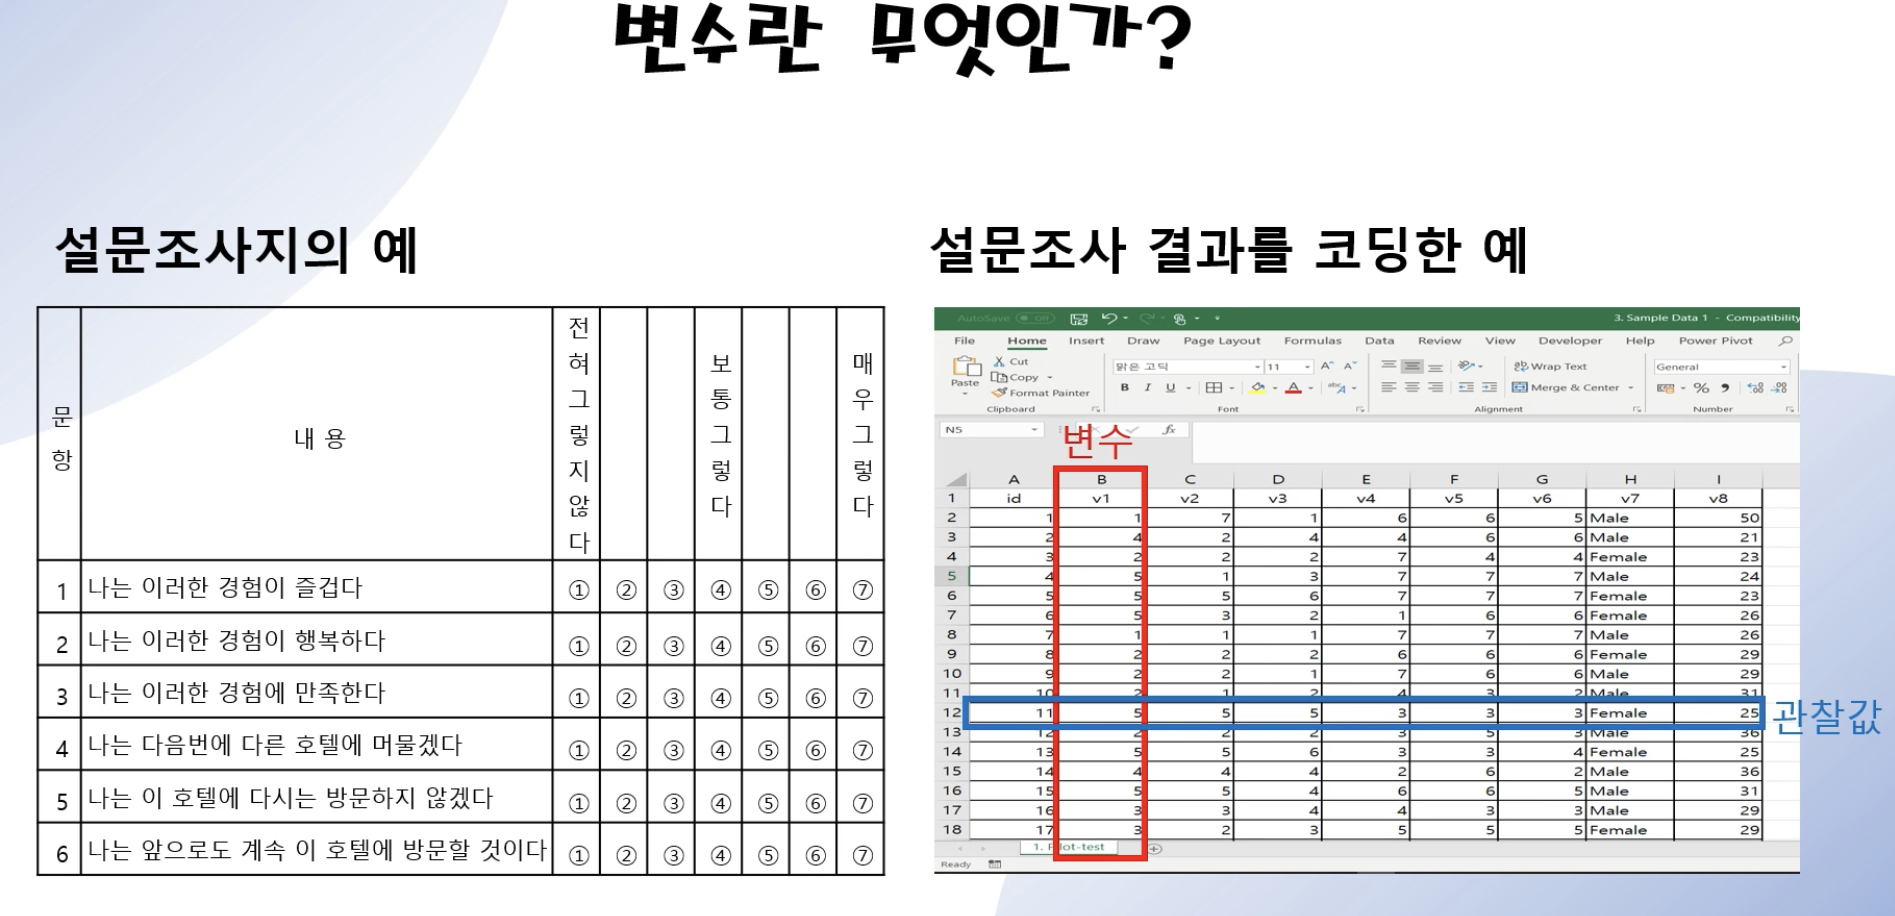 변수란 무엇인가?
설문조사지의 예
문항
내 용
전혀그렇지않다
보통그렇다
매우그렇다
1 나는 이러한 경험이 즐겁다 ① ② ③ ④ ⑤ ⑥ ⑦
2 나는 이러한 경험이 행복하다 ① ② ③ ④ ⑤ ⑥ ⑦
3 나는 이러한 경험에 만족한다 ① ② ③ ④ ⑤ ⑥ ⑦
4 나는 다음번에 다른 호텔에 머물겠다 ① ② ③ ④ ⑤ ⑥ ⑦
5 나는 이 호텔에 다시는 방문하지 않겠다 ① ② ③ ④ ⑤ ⑥ ⑦
6 나는 앞으로도 계속 이 호텔에 방문할 것이다 ① ② ③ ④ ⑤ ⑥ ⑦
설문조사 결과를 코딩한 예
AutoSave Off 3. Sample Data 1 - Compatibility
File Home Insert Draw Page Layout Formulas Data Review View Developer Help Power Pivot
Paste
Cut
Copy
Format Painter
맑은 고딕 11 A A
B I U A abc
Wrap Text
Merge & Center
General
% 9
Clipboard Font Alignment Number
N5 fx
변수
A B C D E F G H I
1 id v1 v2 v3 v4 v5 v6 v7 v8
2 1 1 7 1 6 6 5 Male 50
3 2 4 2 4 4 6 6 Male 21
4 3 2 2 2 7 4 4 Female 23
5 4 5 1 3 7 7 7 Male 24
6 5 5 5 6 7 7 7 Female 23
7 6 5 3 2 1 6 6 Female 26
8 7 1 1 1 7 7 7 Male 26
9 8 2 2 2 6 6 6 Female 29
10 9 2 2 1 7 6 6 Male 29
11 10 2 1 2 4 3 2 Male 31
12 11 5 5 5 3 3 3 Female 25
관찰값
13 12 2 2 2 3 5 3 Male 36
14 13 5 5 6 3 3 4 Female 25
15 14 4 4 4 2 6 2 Male 36
16 15 5 5 4 6 6 5 Male 31
17 16 3 3 4 4 3 3 Male 29
18 17 3 2 3 5 5 5 Female 29
1. Pilot-test
Ready